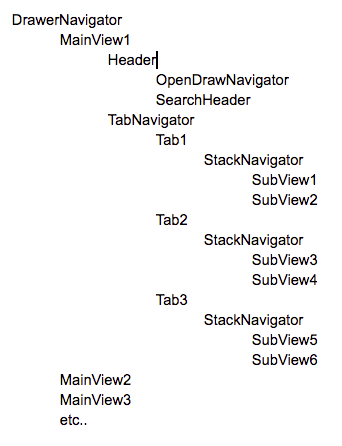 DrawerNavigator
MainView1
Header
OpenDrawNavigator
SearchHeader
TabNavigator
Tab1
StackNavigator
SubView1
SubView2
Tab2
StackNavigator
SubView3
SubView4
Tab3
StackNavigator
SubView5
SubView6
MainView2
MainView3
etc..